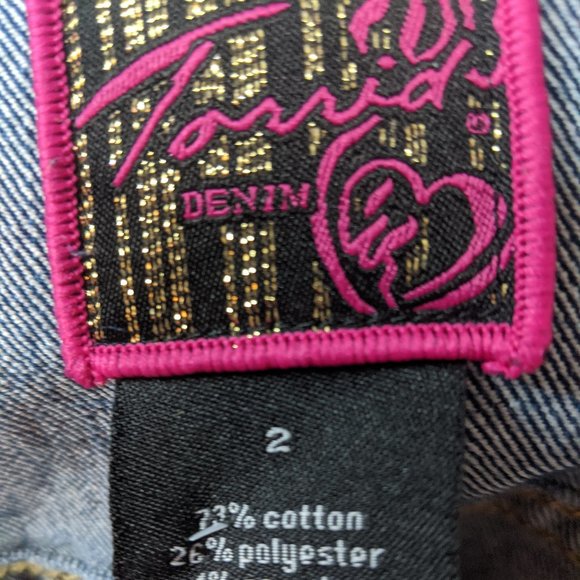 Torrid
DENIM
2
73% cotton
26% polyester